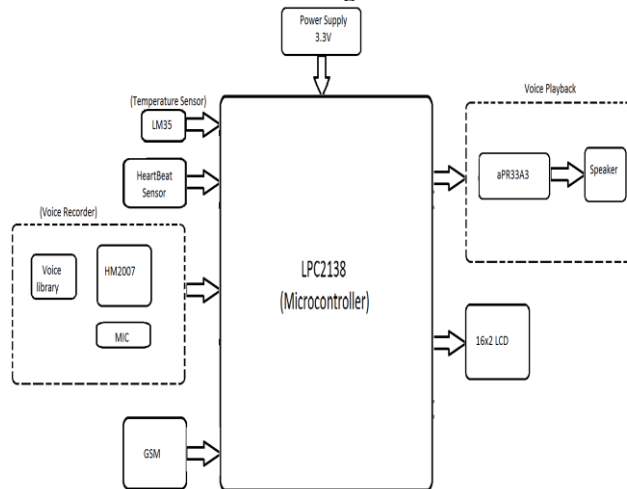 Power Supply
3.3V
(Temperature Sensor)
LM35
HeartBeat
Sensor
(Voice Recorder)
Voice
library
HM2007
MIC
GSM
LPC2138
(Microcontroller)
Voice Playback
aPR33A3
Speaker
16x2 LCD